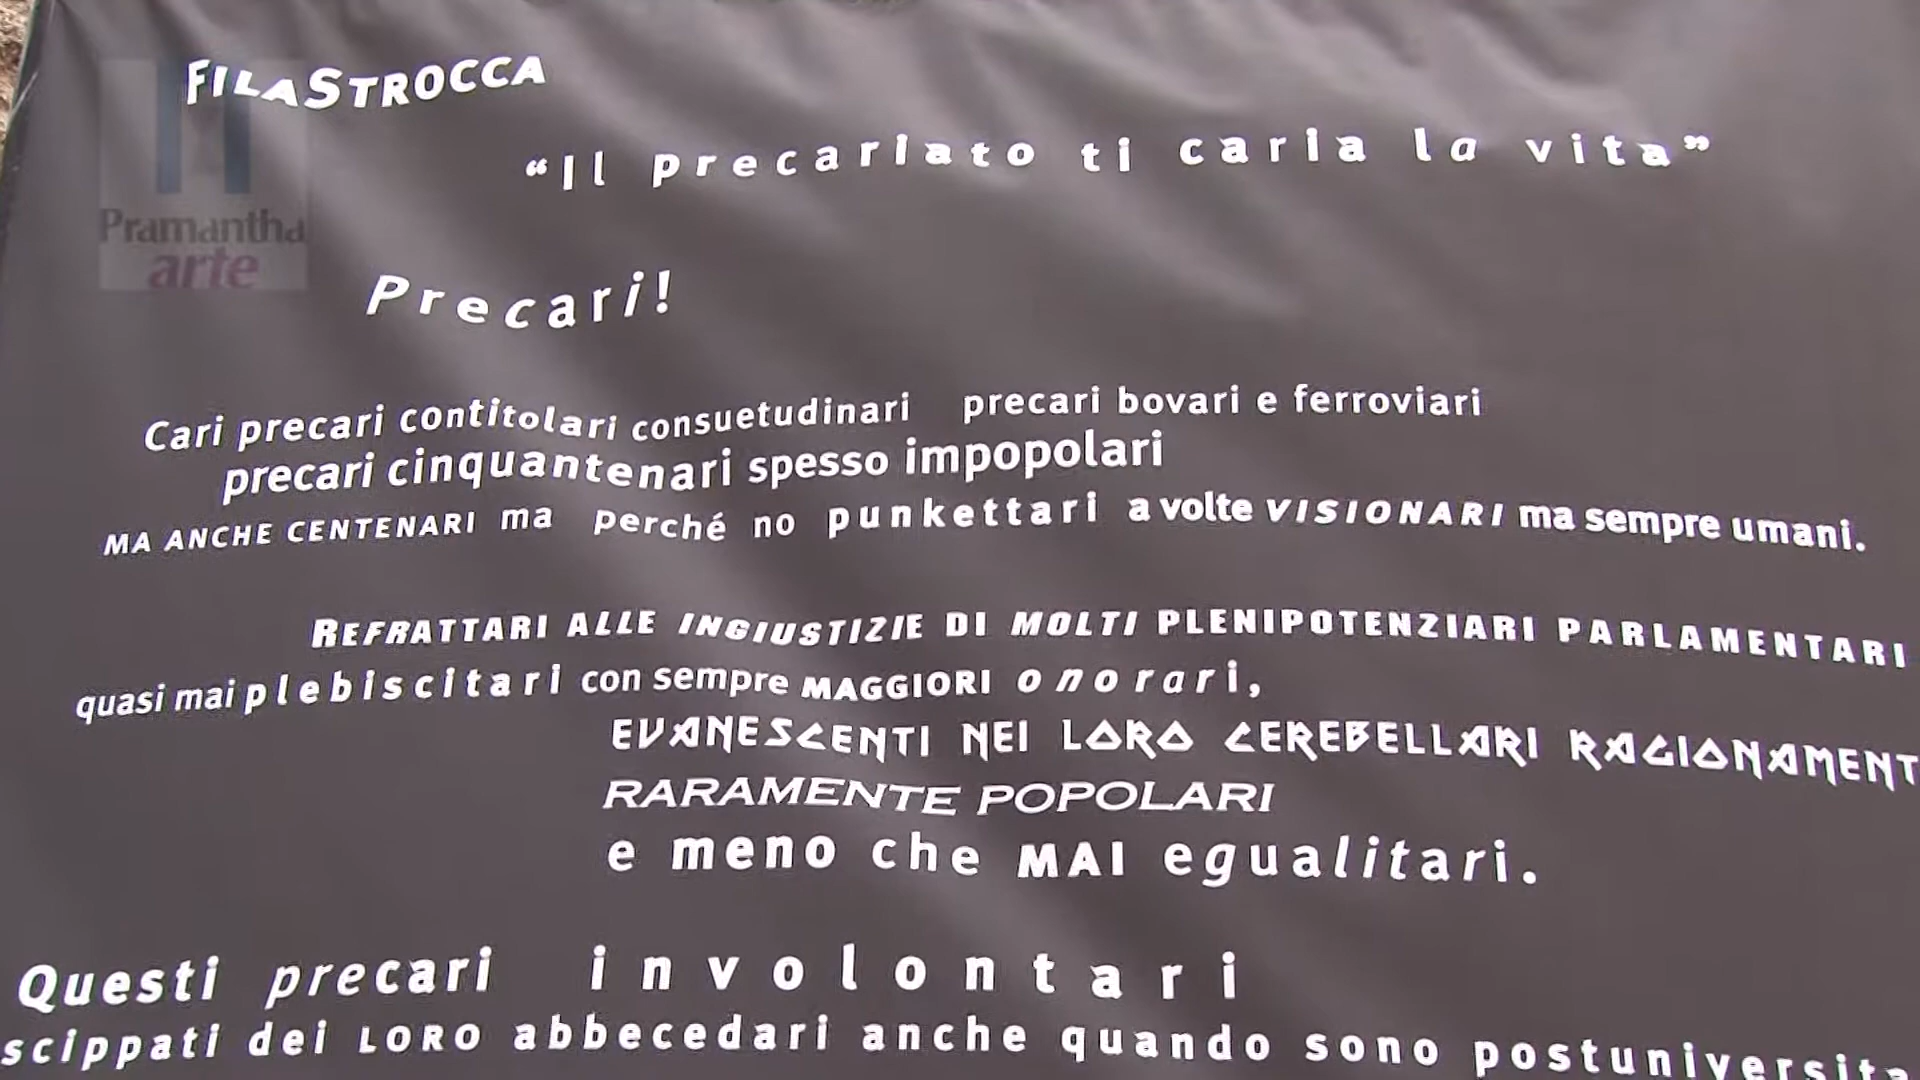 FILASTROCCA
"Il precariato ti caria la vita"
Pramantha
arte
Precari!
Cari precari contitolari consuetudinari precari bovari e ferroviari
precari cinquantenari spesso impopolari
MA ANCHE CENTENARI ma perché no punkettari a volte VISIONARI ma sempre umani.
REFRATTARI ALLE INGIUSTIZIE DI MOLTI PLENIPOTENZIARI PARLAMENTARI
quasi mai plebiscitari con sempre MAGGIORI onorari,
EVANESCENTI NEI LORO CEREBELLARI RAGIONAMENT
RARAMENTE POPOLARI
e meno che MAI egualitari.
Questi precari involontari
scippati dei LORO abbecedari anche quando sono postuniversita